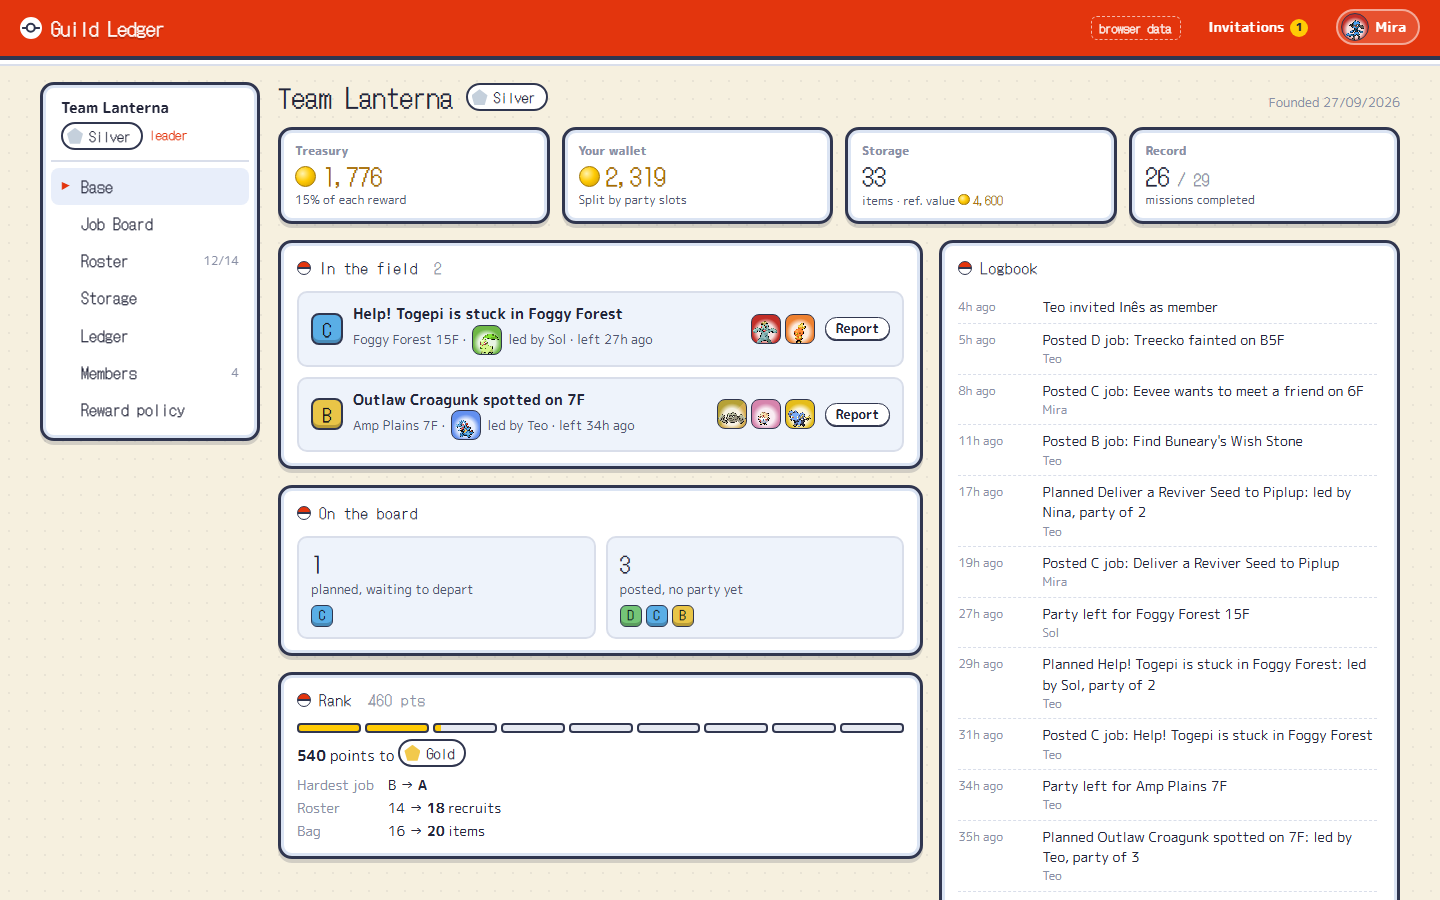 Guild Ledger
browser data
Invitations 1
Mira
Team Lanterna
Silver leader
Base
Job Board
Roster 12/14
Storage
Ledger
Members 4
Reward policy
Team Lanterna Silver
Founded 27/09/2026
Treasury
1,776
15% of each reward
Your wallet
2,319
Split by party slots
Storage
33
items · ref. value 4,600
Record
26 / 29
missions completed
In the field 2
C
Help! Togepi is stuck in Foggy Forest
Foggy Forest 15F · led by Sol · left 27h ago
Report
B
Outlaw Croagunk spotted on 7F
Amp Plains 7F · led by Teo · left 34h ago
Report
On the board
1
planned, waiting to depart
C
3
posted, no party yet
D C B
Rank 460 pts
540 points to Gold
Hardest job B → A
Roster 14 → 18 recruits
Bag 16 → 20 items
Logbook
4h ago Teo invited Inês as member
5h ago Posted D job: Treecko fainted on B5F
Teo
8h ago Posted C job: Eevee wants to meet a friend on 6F
Mira
11h ago Posted B job: Find Buneary's Wish Stone
Teo
17h ago Planned Deliver a Reviver Seed to Piplup: led by
Nina, party of 2
Teo
19h ago Posted C job: Deliver a Reviver Seed to Piplup
Mira
27h ago Party left for Foggy Forest 15F
Sol
29h ago Planned Help! Togepi is stuck in Foggy Forest: led
by Sol, party of 2
Teo
31h ago Posted C job: Help! Togepi is stuck in Foggy Forest
Teo
34h ago Party left for Amp Plains 7F
Teo
35h ago Planned Outlaw Croagunk spotted on 7F: led by
Teo, party of 3
Teo